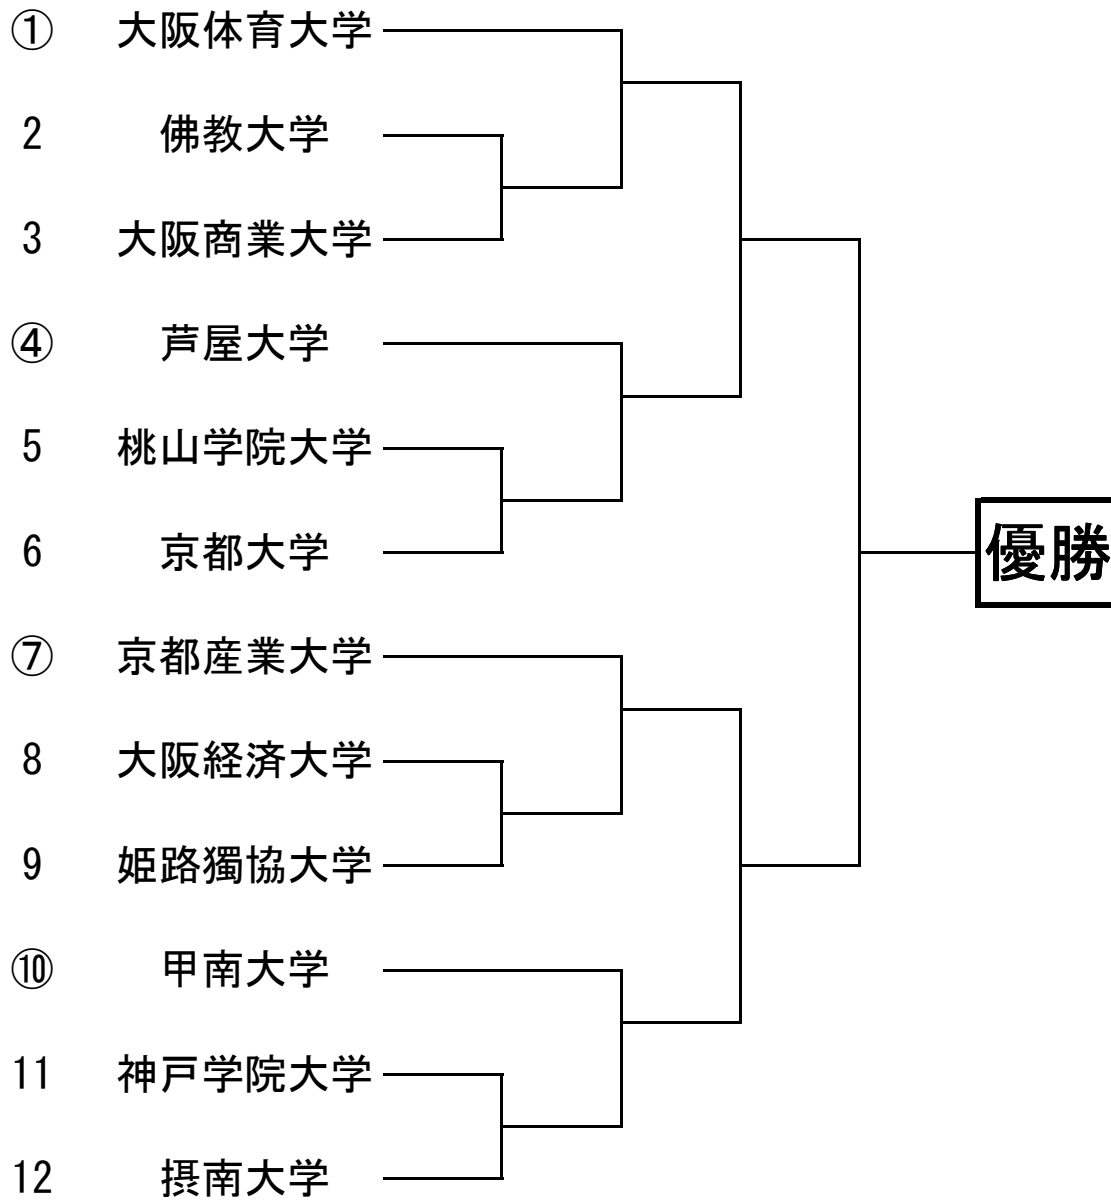 ① 大阪体育大学
2 佛教大学
3 大阪商業大学
④ 芦屋大学
5 桃山学院大学
6 京都大学
優勝
⑦ 京都産業大学
8 大阪経済大学
9 姫路獨協大学
⑩ 甲南大学
11 神戸学院大学
12 摂南大学